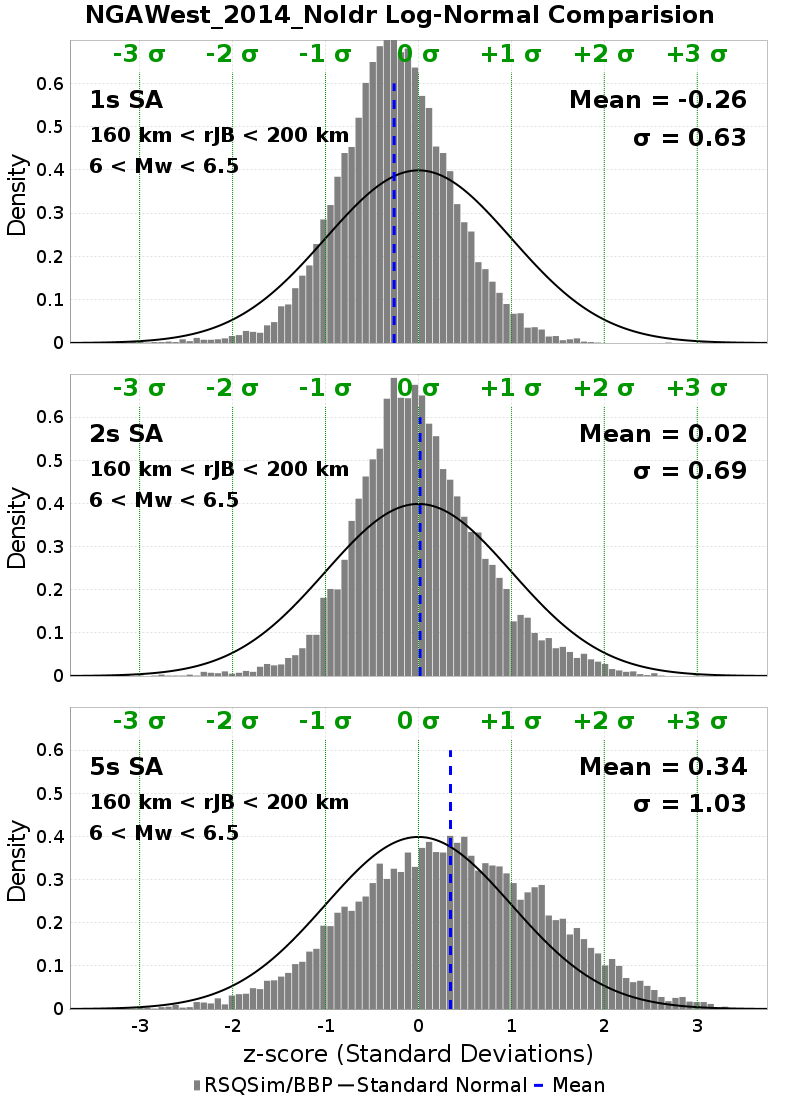 NGAWest_2014_NoIdr Log-Normal Comparision
-3 σ -2 σ -1 σ 0 σ +1 σ +2 σ +3 σ
0.6
1s SA
Mean = -0.26
0.5
160 km < rJB < 200 km
σ = 0.63
0.4
6 < Mw < 6.5
Density
0.3
0.2
0.1
0
-3 σ -2 σ -1 σ 0 σ +1 σ +2 σ +3 σ
0.6
2s SA
Mean = 0.02
0.5
160 km < rJB < 200 km
σ = 0.69
0.4
6 < Mw < 6.5
Density
0.3
0.2
0.1
0
-3 σ -2 σ -1 σ 0 σ +1 σ +2 σ +3 σ
0.6
5s SA
Mean = 0.34
0.5
160 km < rJB < 200 km
σ = 1.03
0.4
6 < Mw < 6.5
Density
0.3
0.2
0.1
0
-3 -2 -1 0 1 2 3
z-score (Standard Deviations)
RSQSim/BBP Standard Normal Mean